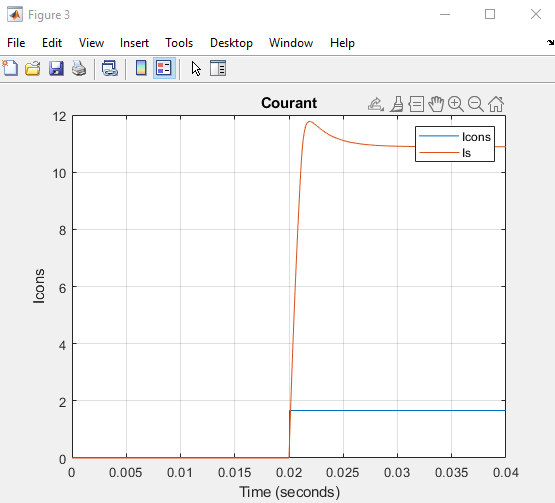 Figure 3
File Edit View Insert Tools Desktop Window Help
Courant
12
10
8
6
4
2
0
Icons
Icons
Is
0 0.005 0.01 0.015 0.02 0.025 0.03 0.035 0.04
Time (seconds)